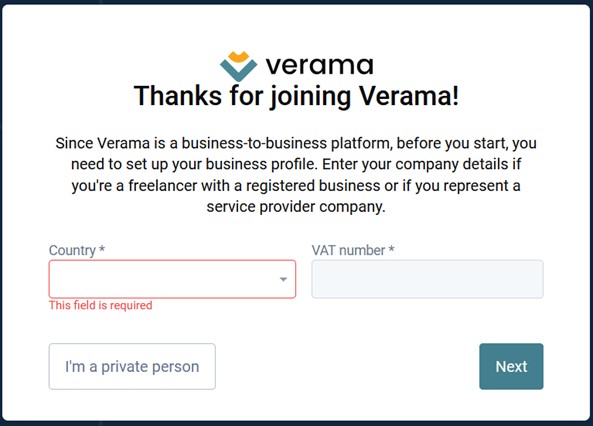 verama
Thanks for joining Verama!
Since Verama is a business-to-business platform, before you start, you
need to set up your business profile. Enter your company details if
you're a freelancer with a registered business or if you represent a
service provider company.
Country *
VAT number *
This field is required
I'm a private person
Next